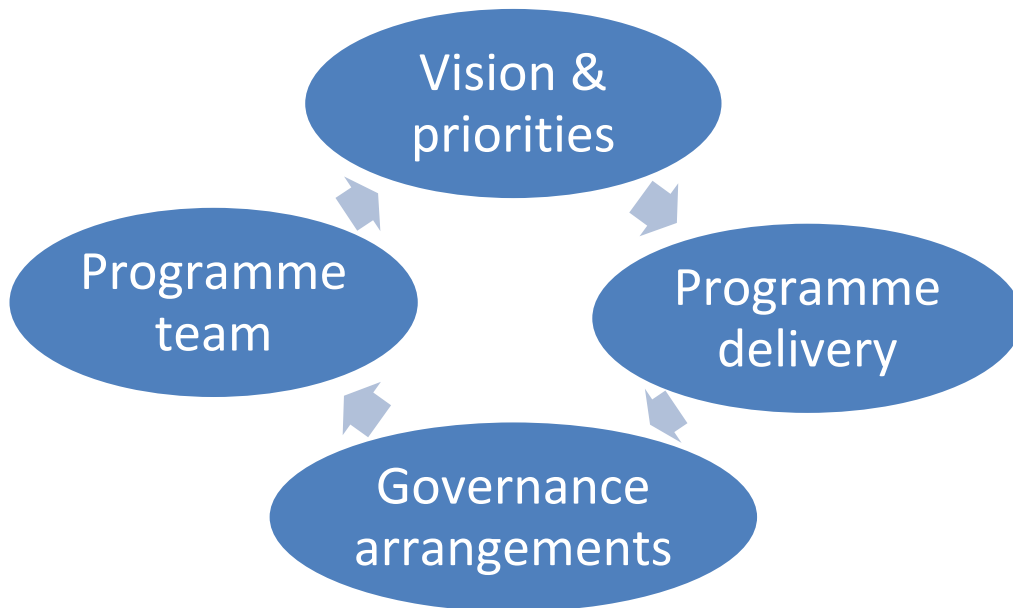 Vision &
priorities
Programme
team
Programme
delivery
Governance
arrangements